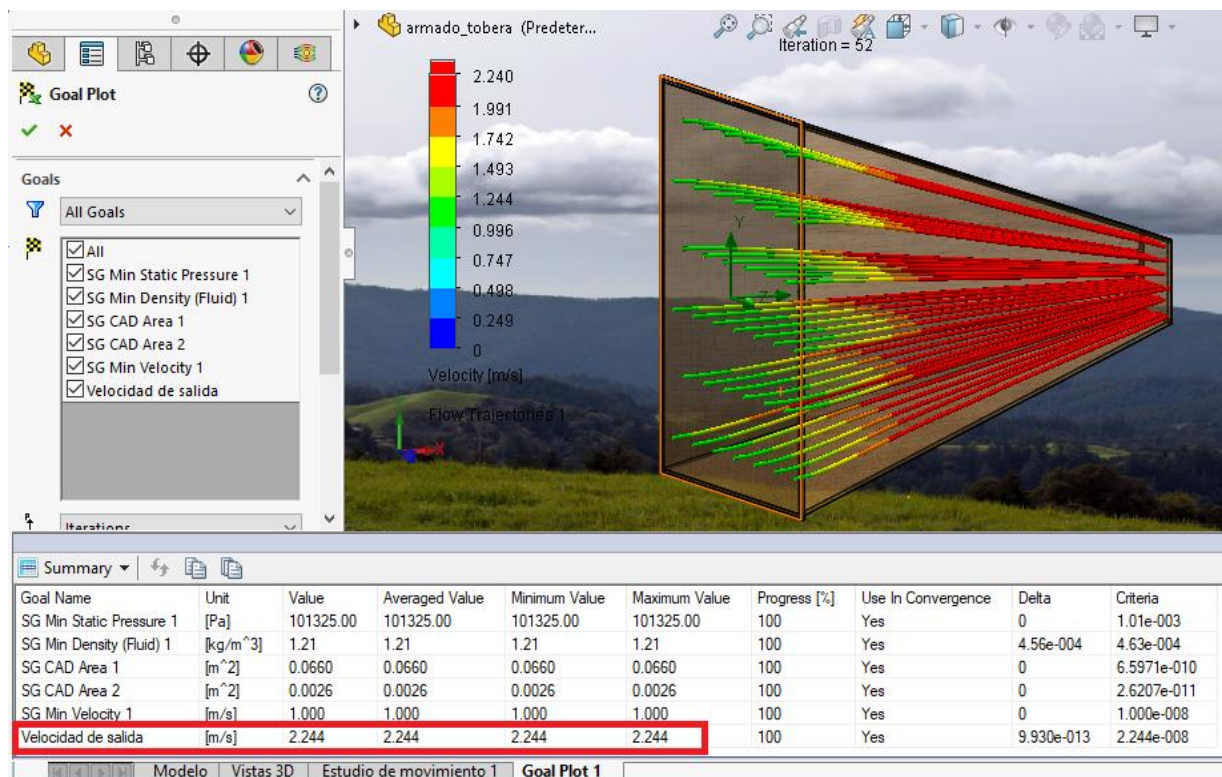 armado_tobera (Predeter...
Iteration = 52
Goal Plot
Goals
All Goals
All
SG Min Static Pressure 1
SG Min Density (Fluid) 1
SG CAD Area 1
SG CAD Area 2
SG Min Velocity 1
Velocidad de salida
Iterations
2.240
1.991
1.742
1.493
1.244
0.996
0.747
0.498
0.249
0
Velocity [m/s]
Flow Trajectories 1
Y
Z
X
Summary
Goal Name Unit Value Averaged Value Minimum Value Maximum Value Progress [%] Use In Convergence Delta Criteria
SG Min Static Pressure 1 [Pa] 101325.00 101325.00 101325.00 101325.00 100 Yes 0 1.01e-003
SG Min Density (Fluid) 1 [kg/m^3] 1.21 1.21 1.21 1.21 100 Yes 4.56e-004 4.63e-004
SG CAD Area 1 [m^2] 0.0660 0.0660 0.0660 0.0660 100 Yes 0 6.5971e-010
SG CAD Area 2 [m^2] 0.0026 0.0026 0.0026 0.0026 100 Yes 0 2.6207e-011
SG Min Velocity 1 [m/s] 1.000 1.000 1.000 1.000 100 Yes 0 1.000e-008
Velocidad de salida [m/s] 2.244 2.244 2.244 2.244 100 Yes 9.930e-013 2.244e-008
Modelo Vistas 3D Estudio de movimiento 1 Goal Plot 1